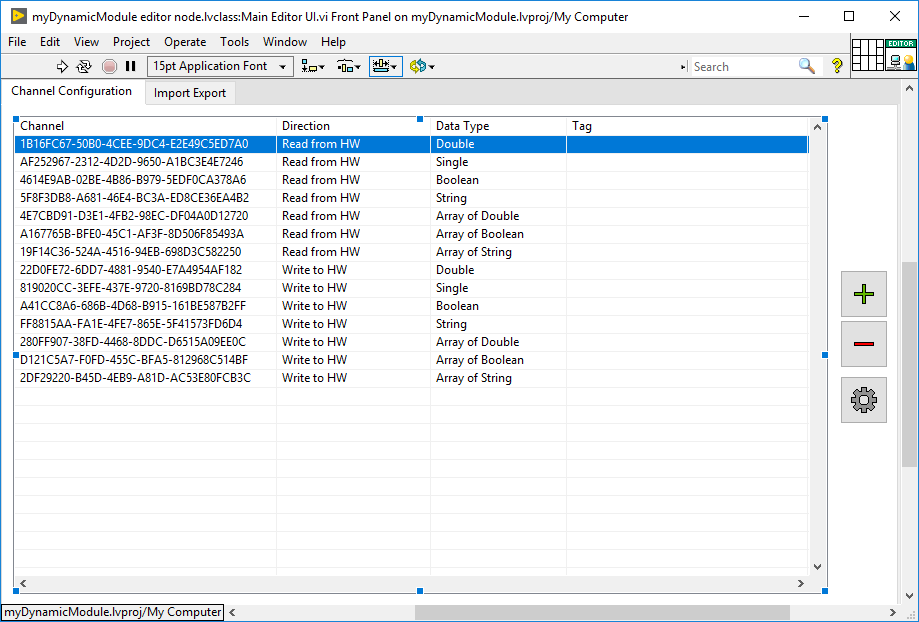 myDynamicModule editor node.lvclass:Main Editor UI.vi Front Panel on myDynamicModule.lvproj/My Computer
File Edit View Project Operate Tools Window Help
15pt Application Font Search ? EDITOR
Channel Configuration Import Export
Channel Direction Data Type Tag
1B16FC67-50B0-4CEE-9DC4-E2E49C5ED7A0 Read from HW Double
AF252967-2312-4D2D-9650-A1BC3E4E7246 Read from HW Single
4614E9AB-02BE-4B86-B979-5EDF0CA378A6 Read from HW Boolean
5F8F3DB8-A681-46E4-BC3A-ED8CE36EA4B2 Read from HW String
4E7CBD91-D3E1-4FB2-98EC-DF04A0D12720 Read from HW Array of Double
A167765B-BFE0-45C1-AF3F-8D506F85493A Read from HW Array of Boolean
19F14C36-524A-4516-94EB-698D3C582250 Read from HW Array of String
22D0FE72-6DD7-4881-9540-E7A4954AF182 Write to HW Double
819020CC-3EFE-437E-9720-8169BD78C284 Write to HW Single
A41CC8A6-686B-4D68-B915-161BE587B2FF Write to HW Boolean
FF8815AA-FA1E-4FE7-865E-5F41573FD6D4 Write to HW String
280FF907-38FD-4468-8DDC-D6515A09EE0C Write to HW Array of Double
D121C5A7-F0FD-455C-BFA5-812968C514BF Write to HW Array of Boolean
2DF29220-B45D-4EB9-A81D-AC53E80FCB3C Write to HW Array of String
myDynamicModule.lvproj/My Computer